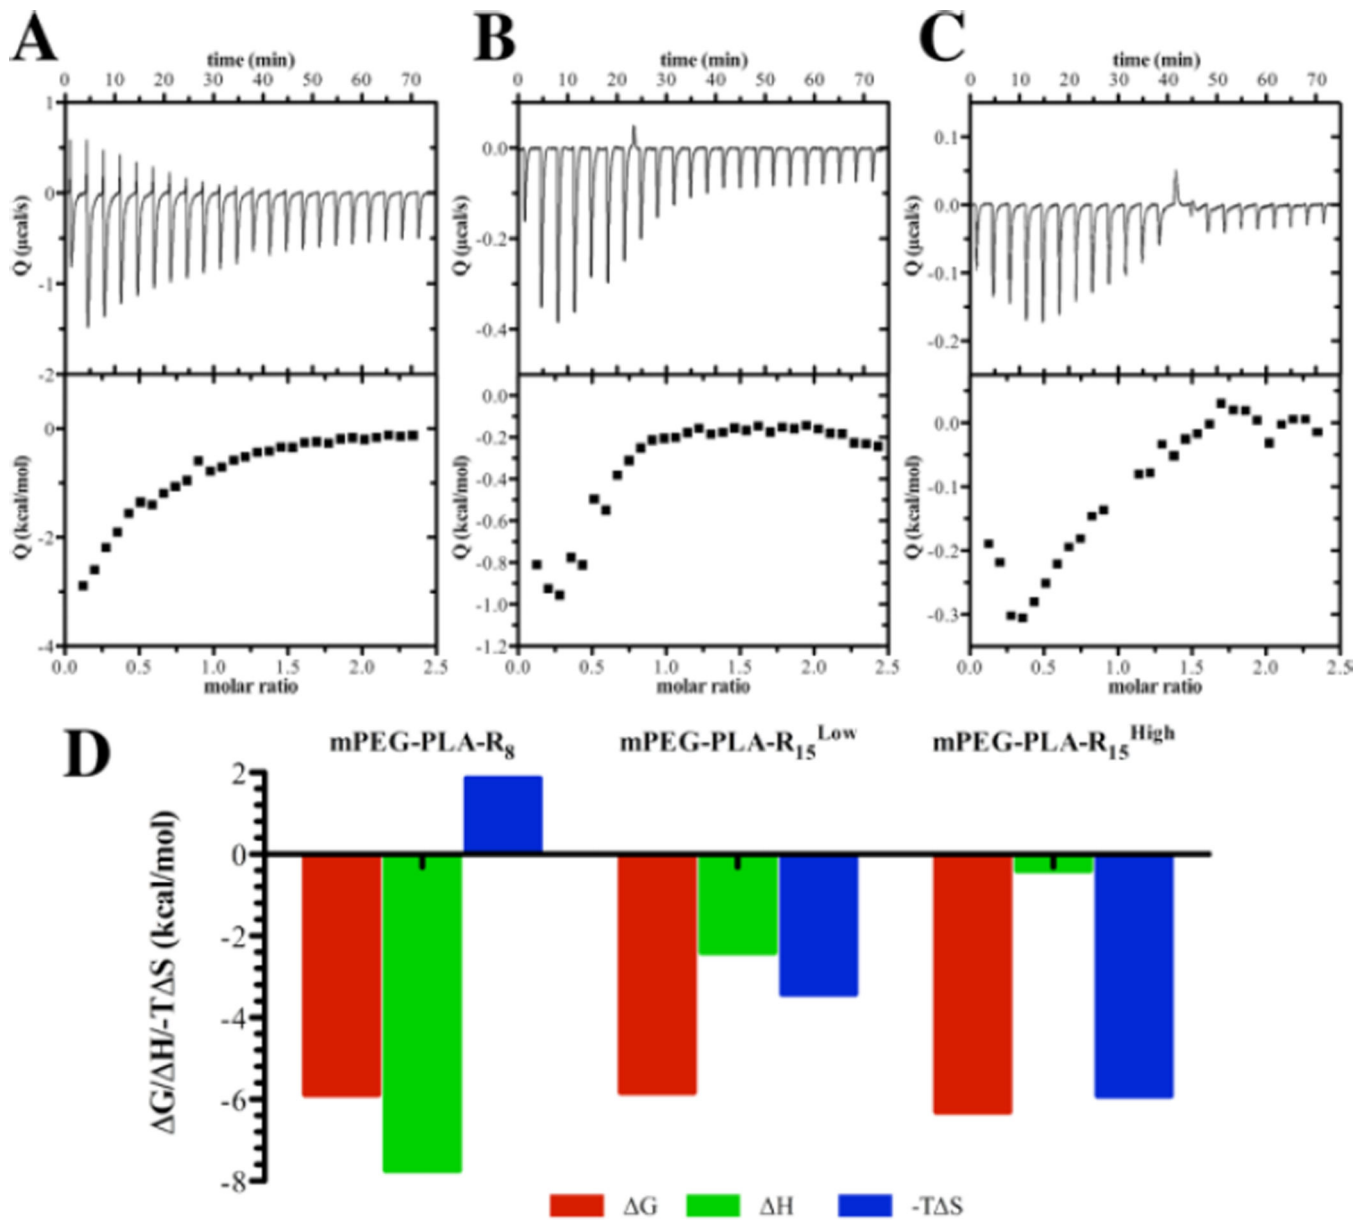 A B C
time (min) time (min) time (min)
0 10 20 30 40 50 60 70 0 10 20 30 40 50 60 70 0 10 20 30 40 50 60 70
1 0 -1 -2
Q (μcal/s)
0.0 -0.2 -0.4
Q (μcal/s)
0.1 0.0 -0.1 -0.2
Q (μcal/s)
0 -2 -4
Q (kcal/mol)
0.0 -0.2 -0.4 -0.6 -0.8 -1.0 -1.2
Q (kcal/mol)
0.0 -0.1 -0.2 -0.3
Q (kcal/mol)
0.0 0.5 1.0 1.5 2.0 2.5 0.0 0.5 1.0 1.5 2.0 2.5 0.0 0.5 1.0 1.5 2.0 2.5
molar ratio molar ratio molar ratio
D
mPEG-PLA-R8 mPEG-PLA-R15Low mPEG-PLA-R15High
2
0
-2
-4
-6
-8
ΔG/ΔH/-TΔS (kcal/mol)
ΔG ΔH -TΔS